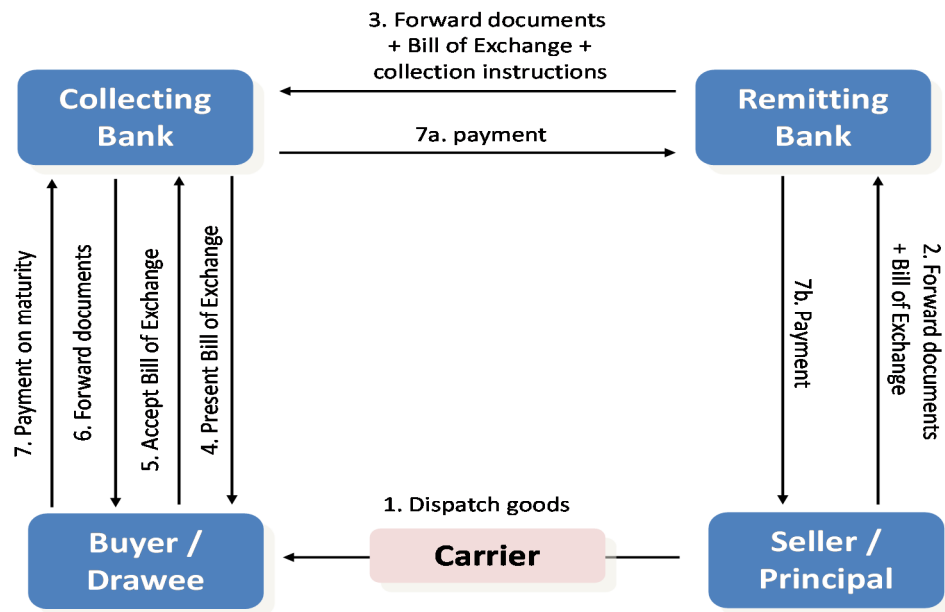 3. Forward documents
+ Bill of Exchange +
collection instructions
Collecting
Bank
Remitting
Bank
7a. payment
7. Payment on maturity
6. Forward documents
5. Accept Bill of Exchange
4. Present Bill of Exchange
7b. Payment
2. Forward documents
+ Bill of Exchange
1. Dispatch goods
Buyer /
Drawee
Carrier
Seller /
Principal